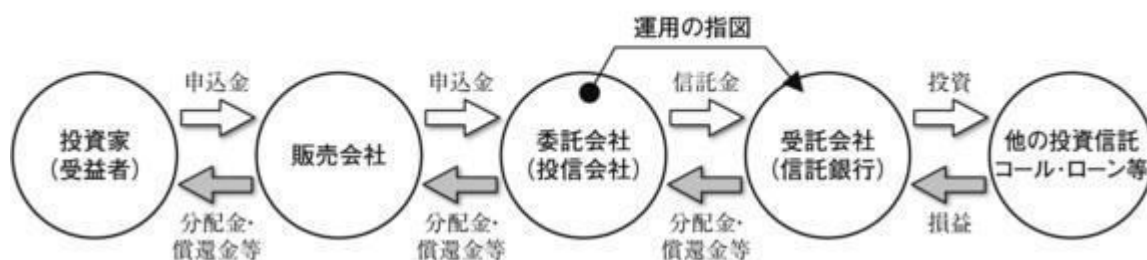 運用の指図
申込金
申込金
信託金
投資
投資家
(受益者)
販売会社
委託会社
(投信会社)
受託会社
(信託銀行)
他の投資信託
コール・ローン等
分配金・
償還金等
分配金・
償還金等
分配金・
償還金等
損益